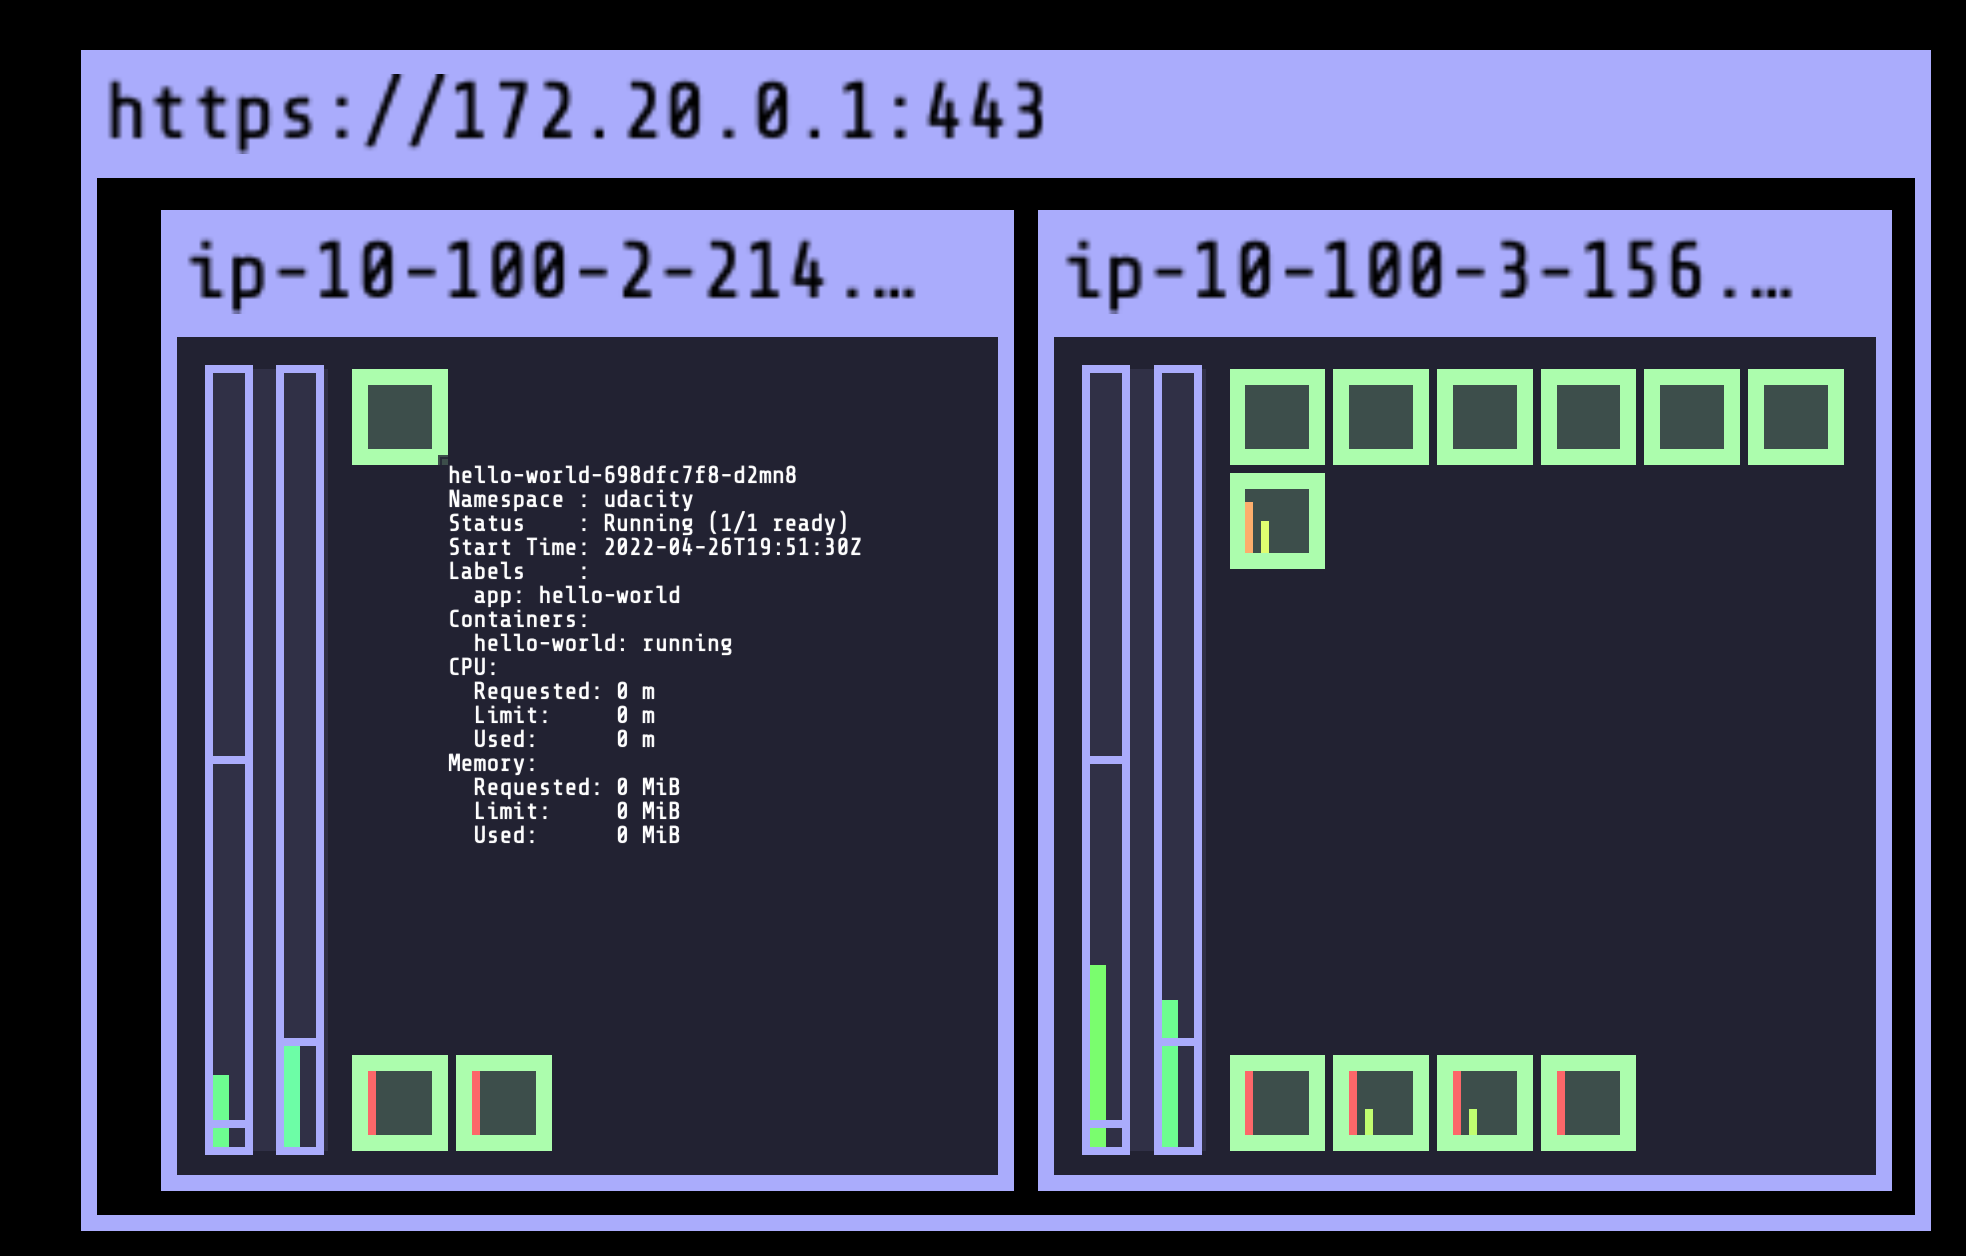 https://172.20.0.1:443
ip-10-100-2-214.…
ip-10-100-3-156.…
hello-world-698dfc7f8-d2mn8
Namespace : udacity
Status    : Running (1/1 ready)
Start Time: 2022-04-26T19:51:30Z
Labels    :
  app: hello-world
Containers:
  hello-world: running
CPU:
  Requested: 0 m
  Limit:     0 m
  Used:      0 m
Memory:
  Requested: 0 MiB
  Limit:     0 MiB
  Used:      0 MiB